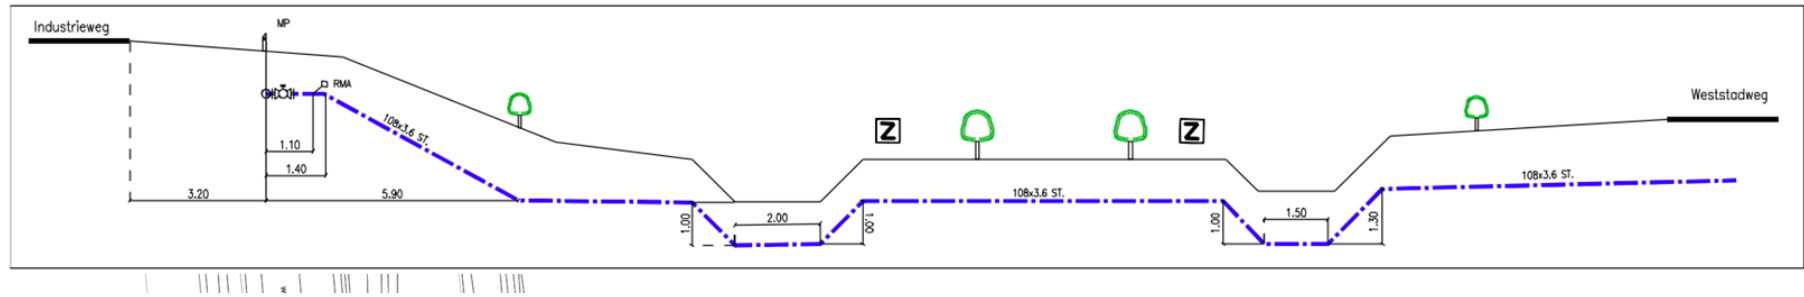 Industrieweg
MP
RMA
108x3.6 ST.
1.10
1.40
3.20
5.90
1.00
2.00
1.00
Z
108x3.6 ST.
Z
1.00
1.50
1.30
108x3.6 ST.
Weststadweg
W